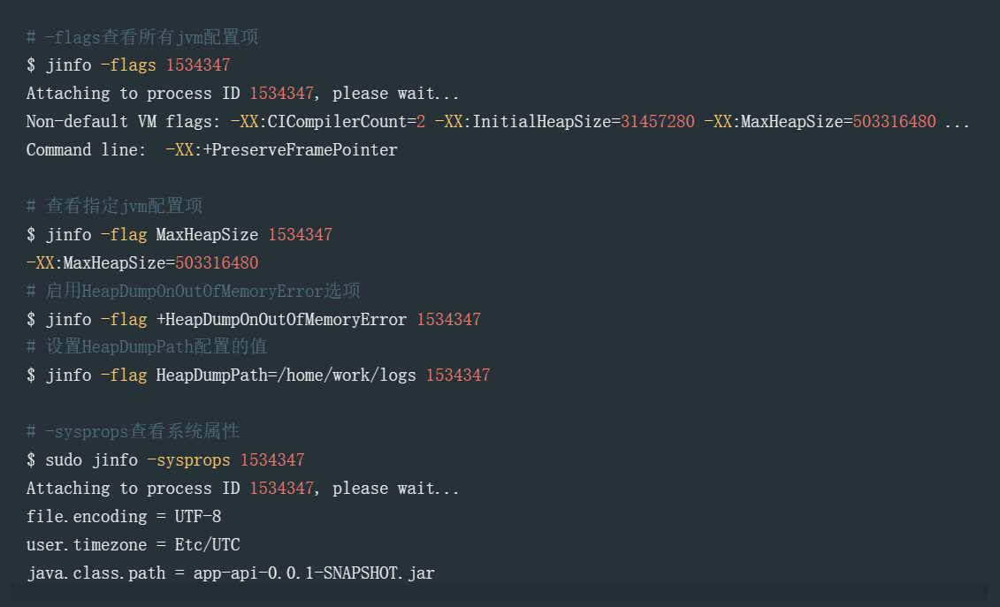 # -flags查看所有jvm配置项
$ jinfo -flags 1534347
Attaching to process ID 1534347, please wait...
Non-default VM flags: -XX:CICompilerCount=2 -XX:InitialHeapSize=31457280 -XX:MaxHeapSize=503316480 ...
Command line:  -XX:+PreserveFramePointer
# 查看指定jvm配置项
$ jinfo -flag MaxHeapSize 1534347
-XX:MaxHeapSize=503316480
# 启用HeapDumpOnOutOfMemoryError选项
$ jinfo -flag +HeapDumpOnOutOfMemoryError 1534347
# 设置HeapDumpPath配置的值
$ jinfo -flag HeapDumpPath=/home/work/logs 1534347
# -sysprops查看系统属性
$ sudo jinfo -sysprops 1534347
Attaching to process ID 1534347, please wait...
file.encoding = UTF-8
user.timezone = Etc/UTC
java.class.path = app-api-0.0.1-SNAPSHOT.jar